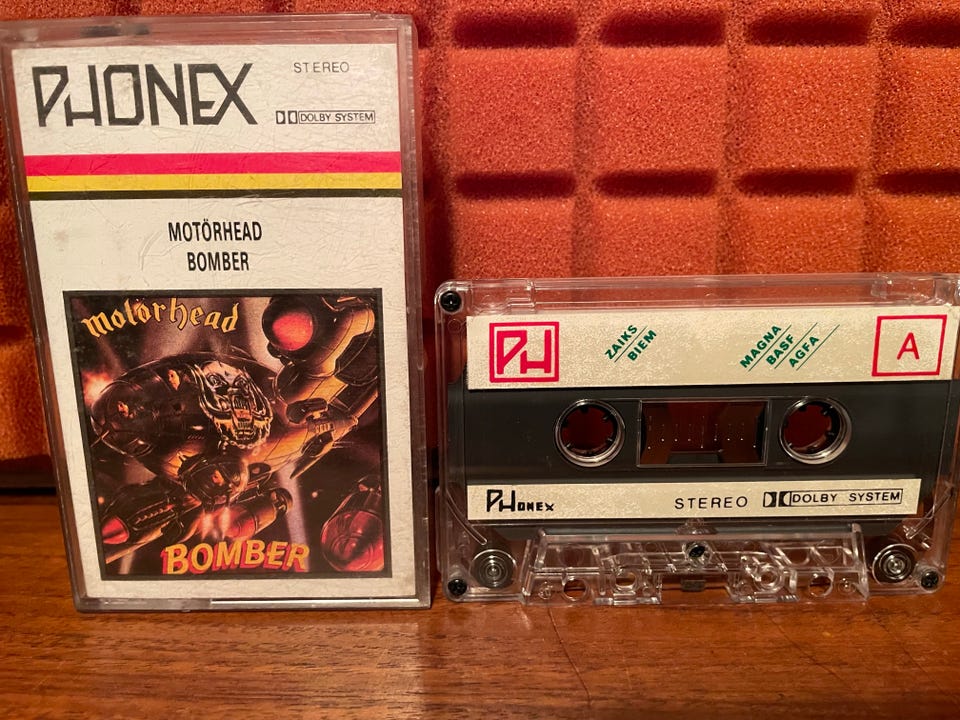 PHONEX
STEREO
DOLBY SYSTEM
MOTÖRHEAD
BOMBER
Motörhead
BOMBER
PH
ZAIKS
BIEM
MAGNA
BASF
AGFA
A
PHONEX
STEREO DOLBY SYSTEM